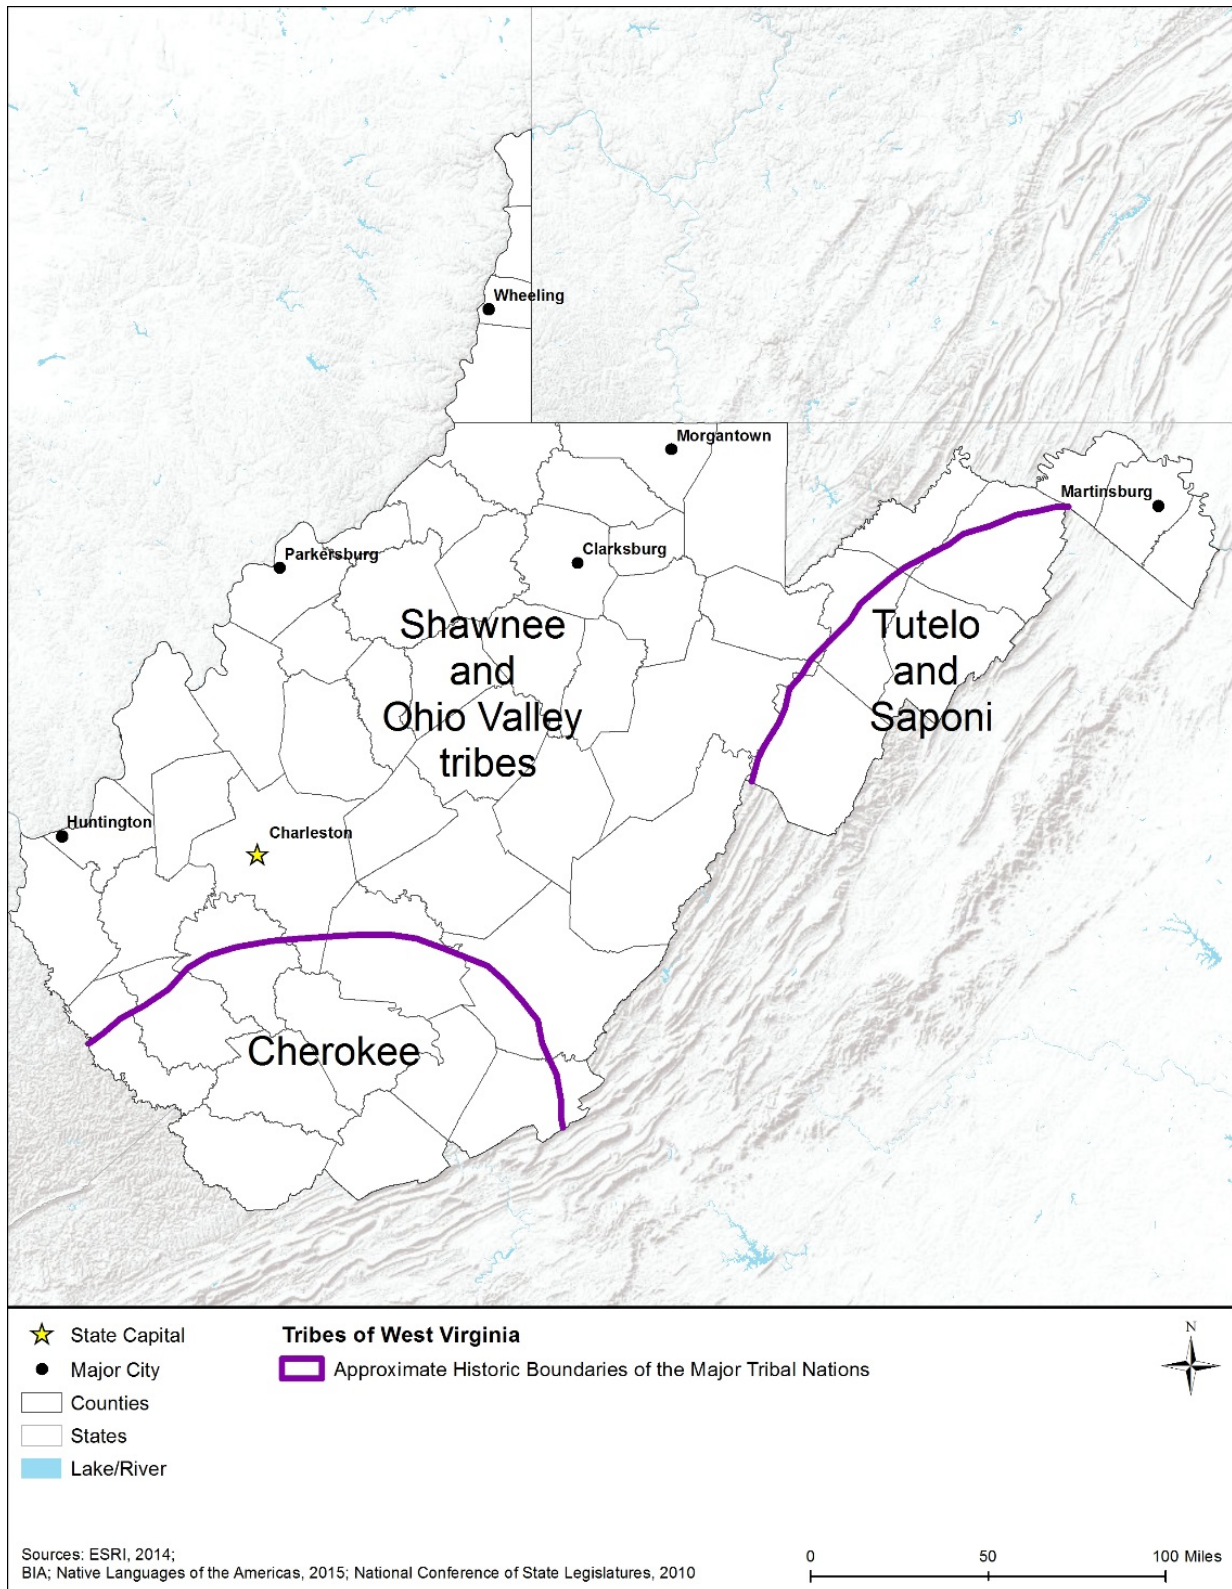 Wheeling
Morgantown
Martinsburg
Parkersburg
Clarksburg
Shawnee
and
Ohio Valley
tribes
Tutelo
and
Saponi
Huntington
Charleston
Cherokee
State Capital
Major City
Counties
States
Lake/River
Tribes of West Virginia
Approximate Historic Boundaries of the Major Tribal Nations
N
Sources: ESRI, 2014;
BIA; Native Languages of the Americas, 2015; National Conference of State Legislatures, 2010
0 50 100 Miles